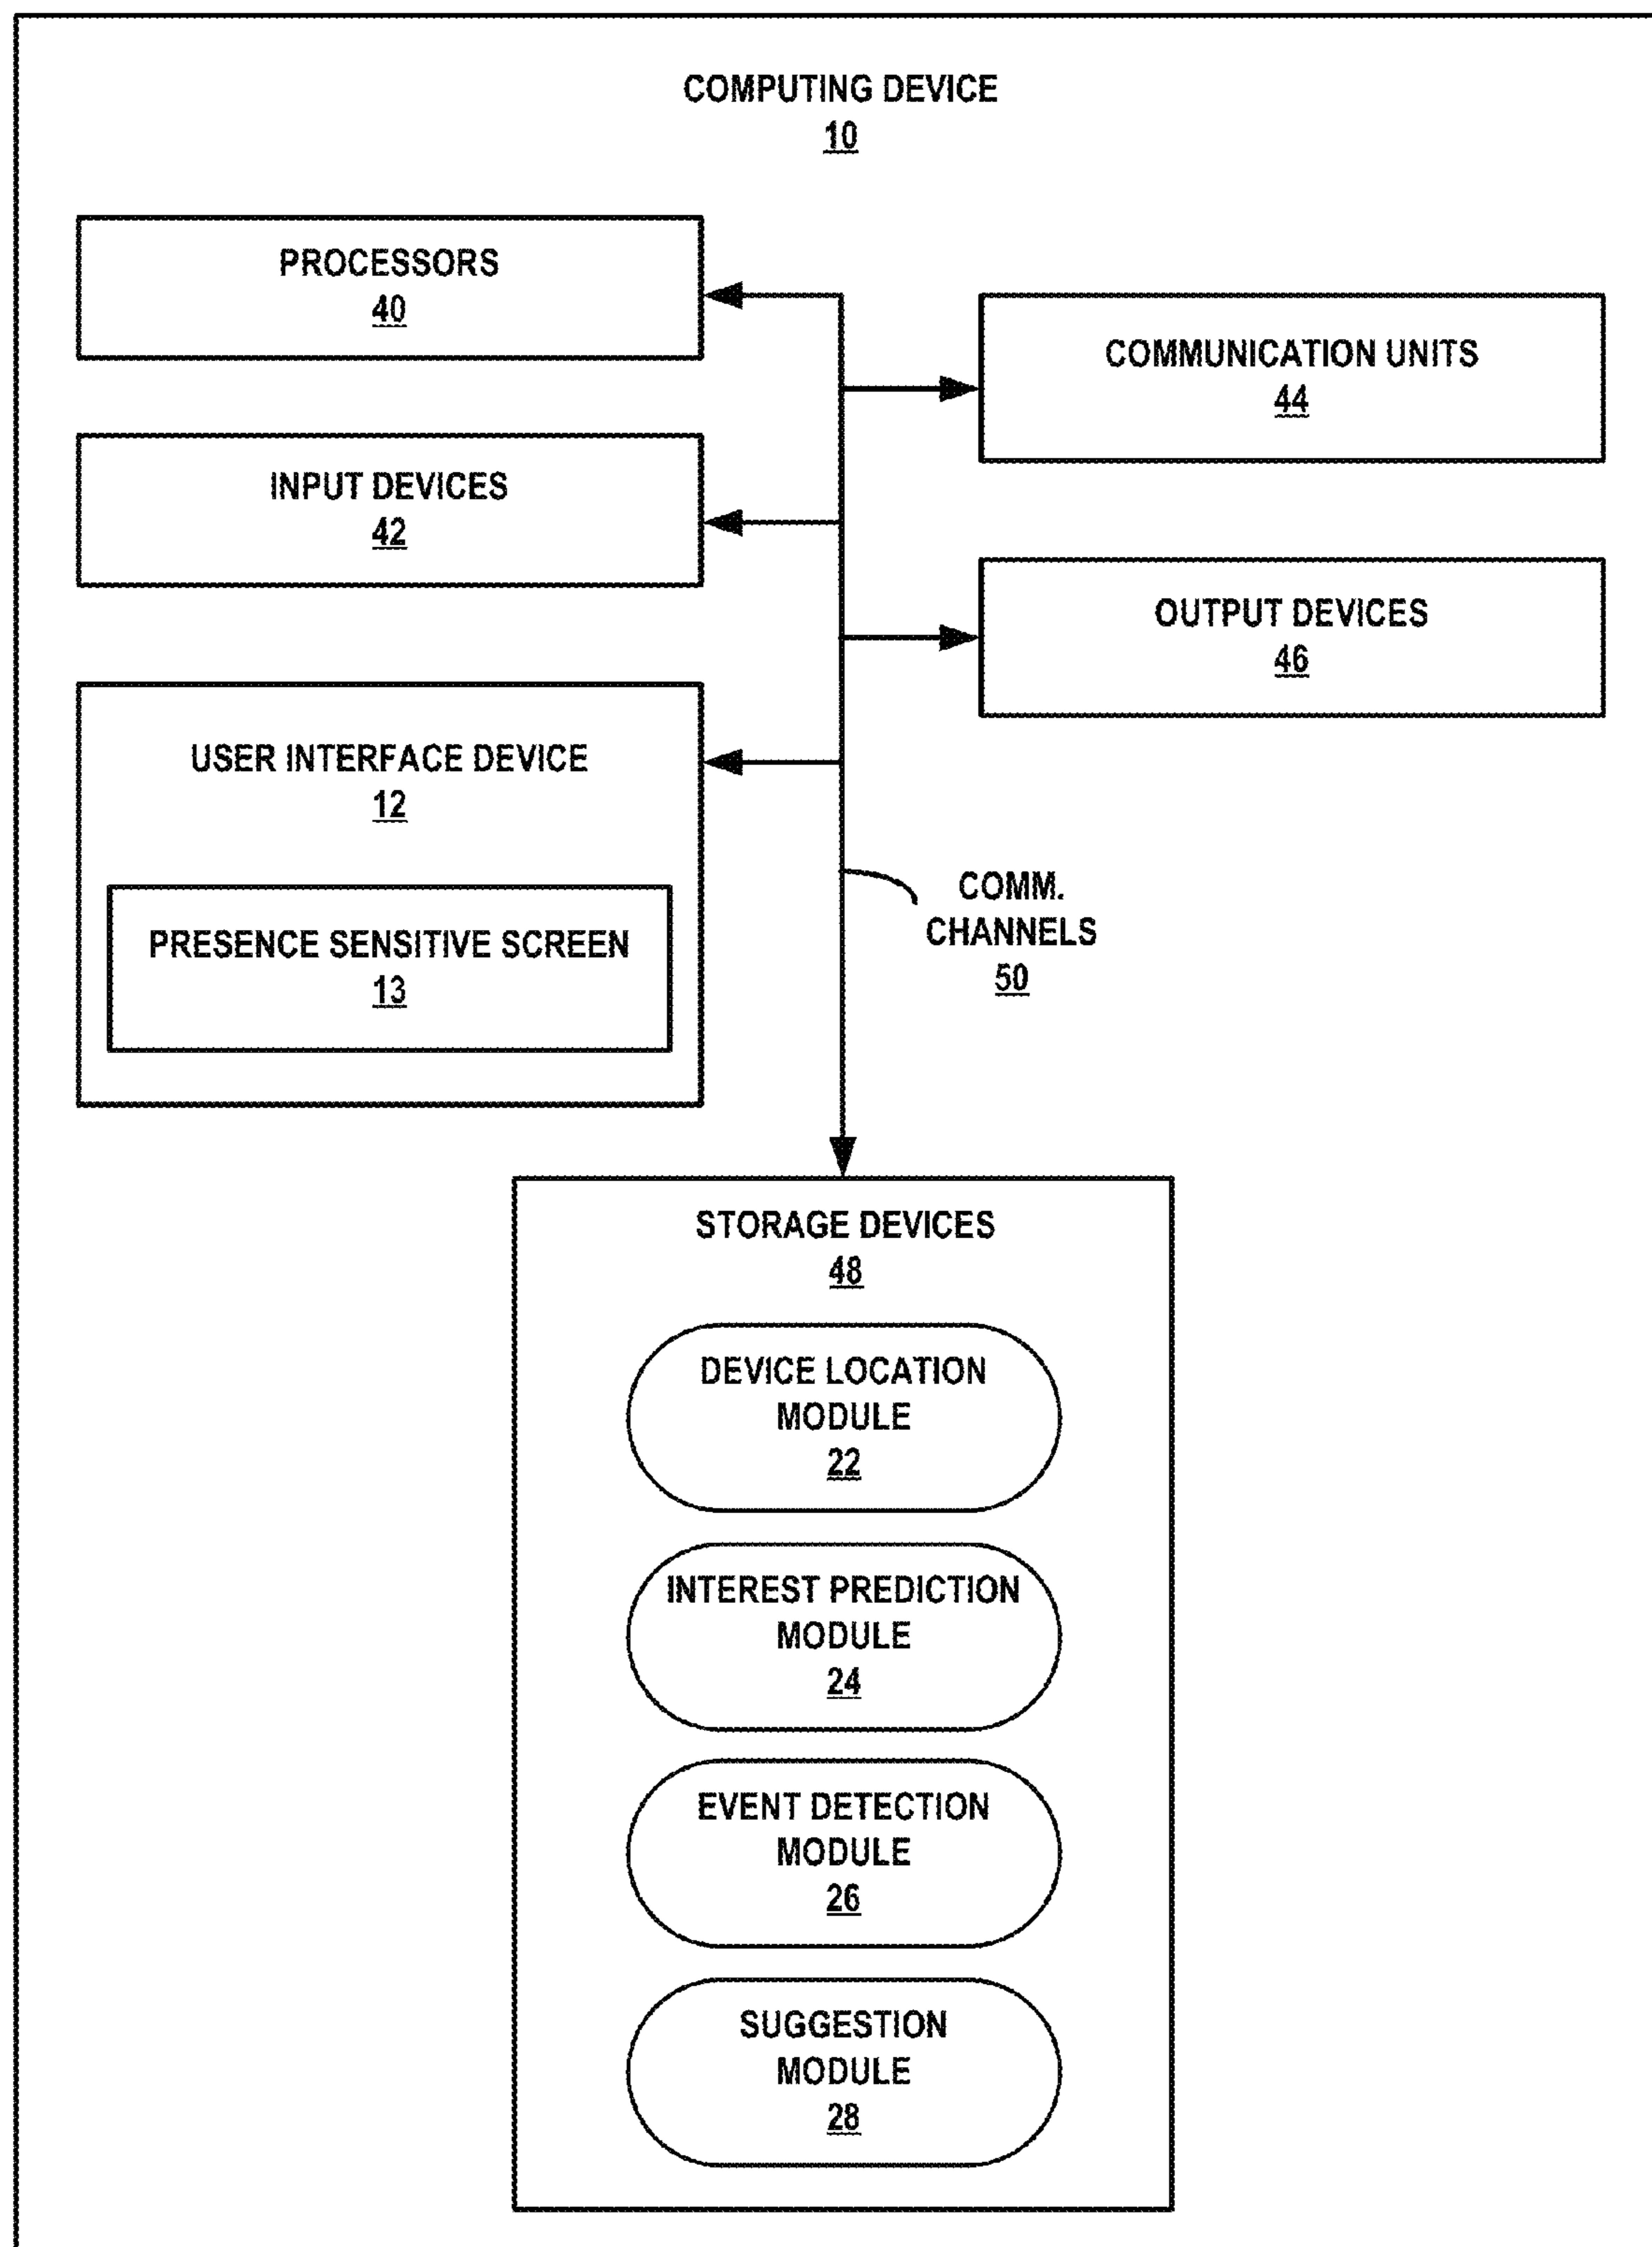 COMPUTING DEVICE
10
PROCESSORS
40
COMMUNICATION UNITS
44
INPUT DEVICES
42
OUTPUT DEVICES
46
USER INTERFACE DEVICE
12
PRESENCE SENSITIVE SCREEN
13
COMM.
CHANNELS
50
STORAGE DEVICES
48
DEVICE LOCATION
MODULE
22
INTEREST PREDICTION
MODULE
24
EVENT DETECTION
MODULE
26
SUGGESTION
MODULE
28